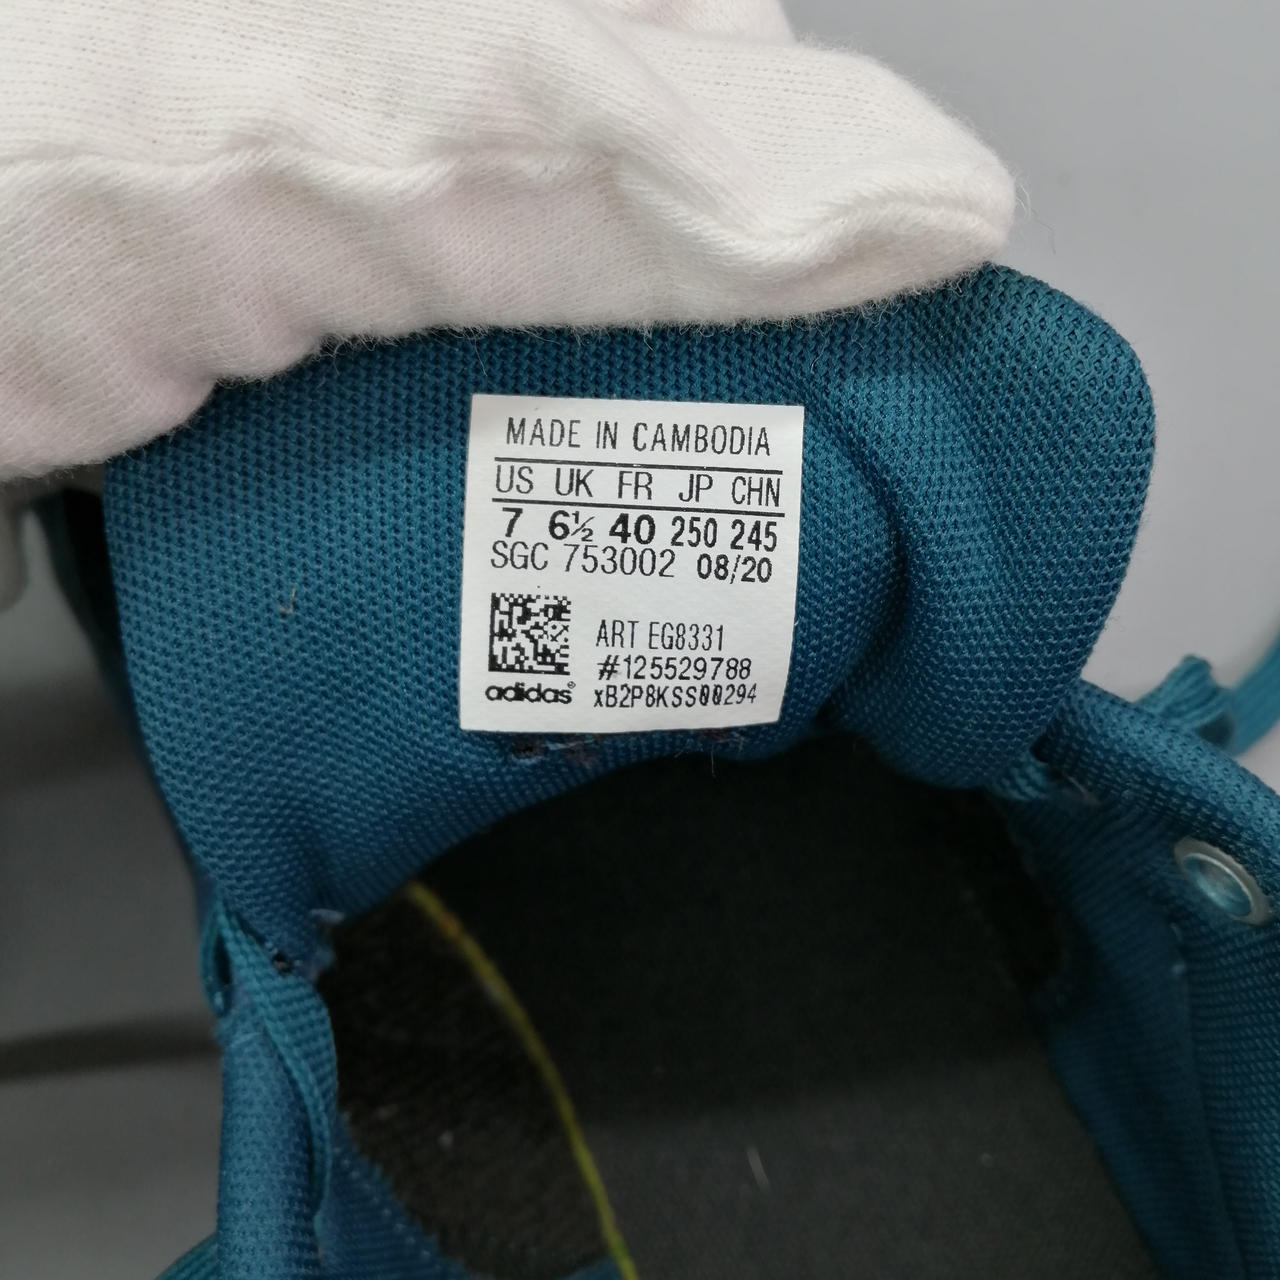 MADE IN CAMBODIA
US UK FR JP CHN
7 6½ 40 250 245
SGC 753002 08/20
ART EG8331
#125529788
adidas® xB2P8KSS00294